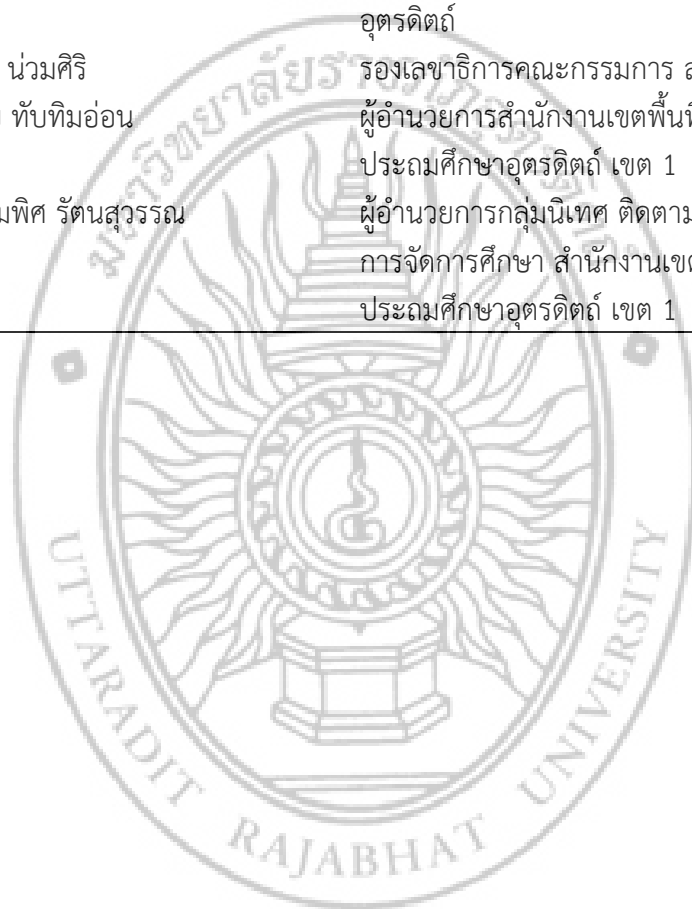 อุตรดิตถ์
น่วมศิริ รองเลขาธิการคณะกรรมการ
ทับทิมอ่อน ผู้อำนวยการสำนักงานเขตพื้นที่
ประถมศึกษาอุตรดิตถ์ เขต 1
มพิศ รัตนสุวรรณ ผู้อำนวยการกลุ่มนิเทศ ติดตาม
การจัดการศึกษา สำนักงานเขต
ประถมศึกษาอุตรดิตถ์ เขต 1
UTTARADIT RAJABHAT UNIVERSITY